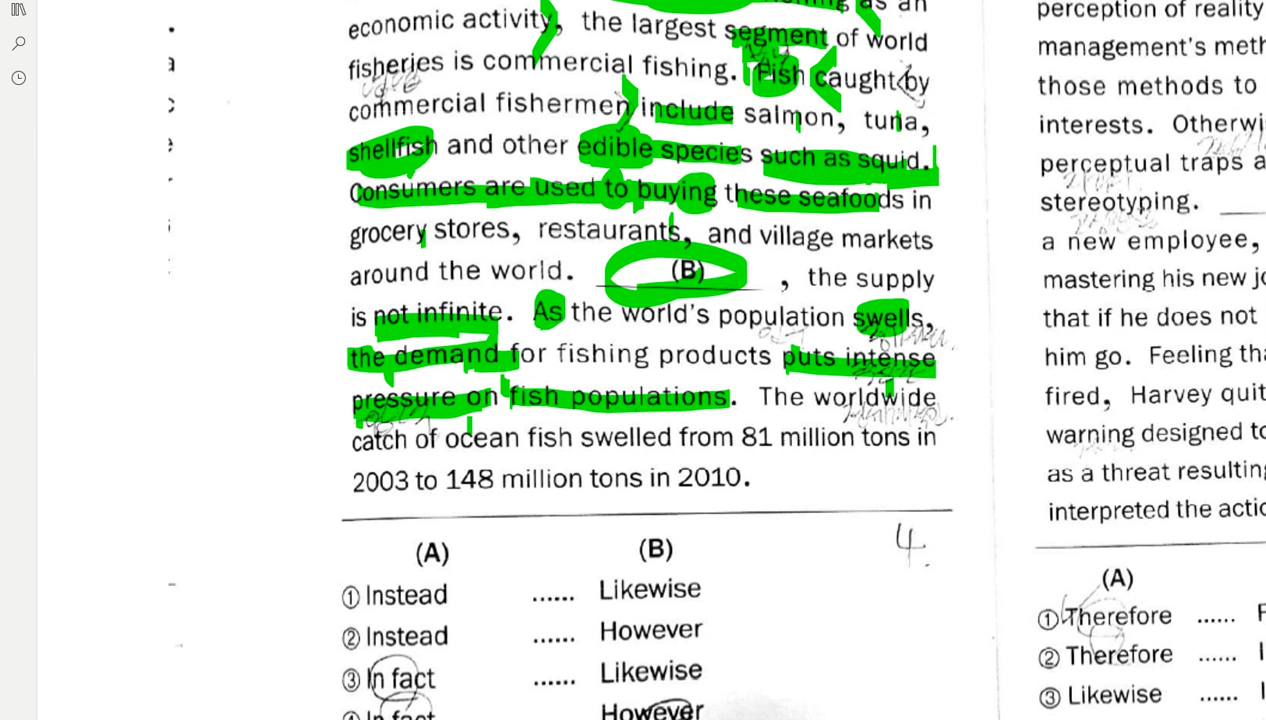 as an
economic activity, the largest segment of world
fisheries is commercial fishing. Fish caught by
commercial fishermen include salmon, tuna,
shellfish and other edible species such as squid.
Consumers are used to buying these seafoods in
grocery stores, restaurants, and village markets
around the world. (B) , the supply
is not infinite. As the world's population swells,
the demand for fishing products puts intense
pressure on fish populations. The worldwide
catch of ocean fish swelled from 81 million tons in
2003 to 148 million tons in 2010.
4.
(A) (B)
① Instead ...... Likewise
② Instead ...... However
③ In fact ...... Likewise
④ In fact However
perception of reality
management's meth
those methods to
interests. Otherwi
perceptual traps a
stereotyping.
a new employee,
mastering his new jo
that if he does not
him go. Feeling tha
fired, Harvey quit
warning designed to
as a threat resulting
interpreted the actio
(A)
① Therefore ...... F
② Therefore ...... I
③ Likewise ...... I